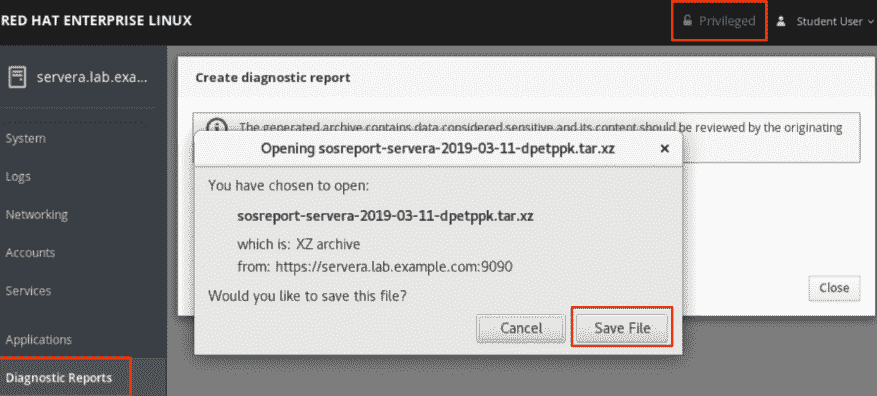 RED HAT ENTERPRISE LINUX
Privileged
Student User
servera.lab.exa...
System
Logs
Networking
Accounts
Services
Applications
Diagnostic Reports
Create diagnostic report
The generated archive contains data considered sensitive and its content should be reviewed by the originating
Opening sosreport-servera-2019-03-11-dpetppk.tar.xz
You have chosen to open:
sosreport-servera-2019-03-11-dpetppk.tar.xz
which is: XZ archive
from: https://servera.lab.example.com:9090
Would you like to save this file?
Cancel
Save File
Close